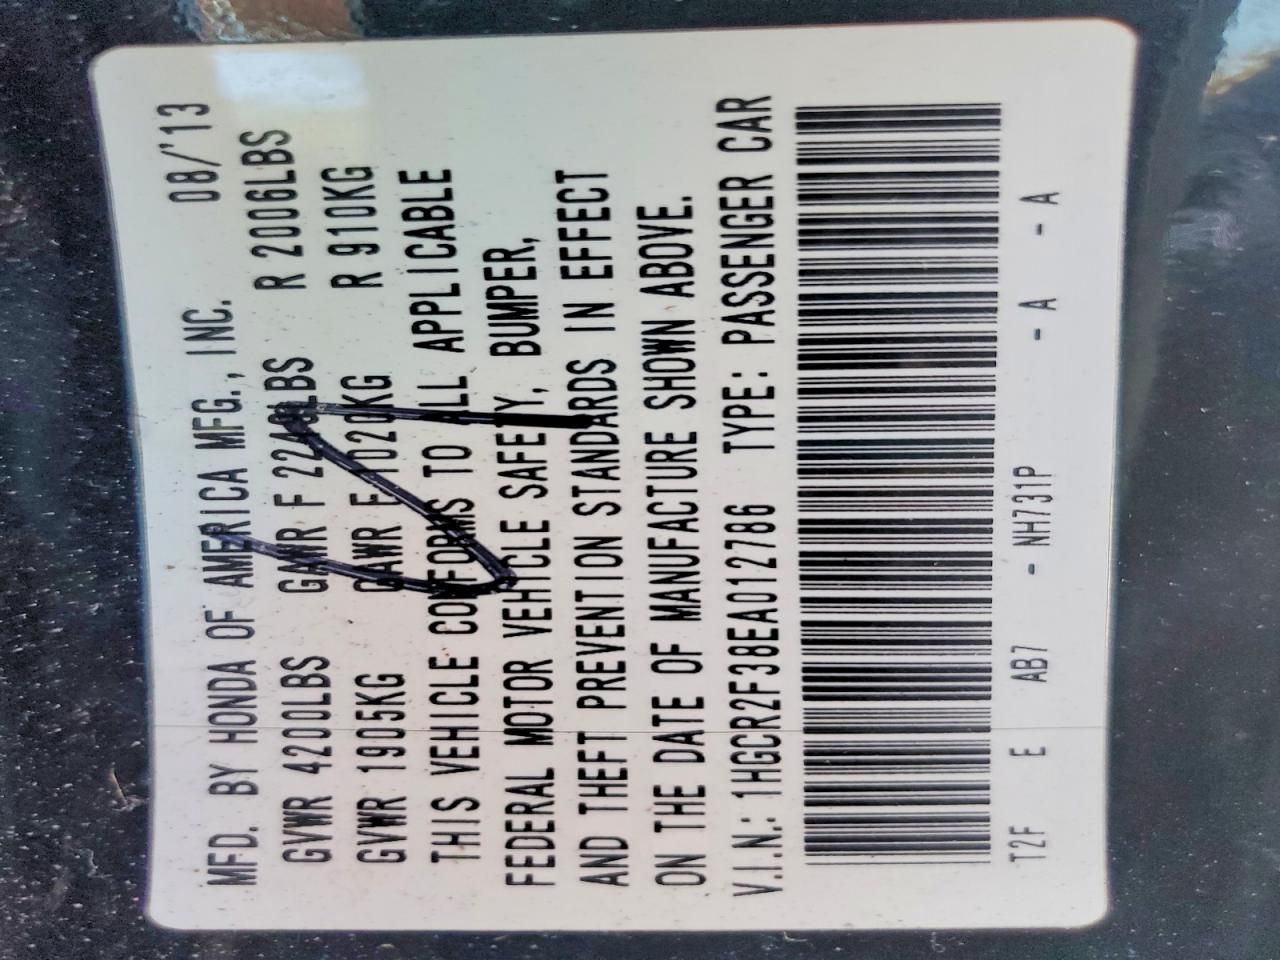 MFD. BY HONDA OF AMERICA MFG., INC. 08/'13
GVWR 4200LBS GAWR F 2249LBS R 2006LBS
GVWR 1905KG GAWR F 1020KG R 910KG
THIS VEHICLE CONFORMS TO ALL APPLICABLE
FEDERAL MOTOR VEHICLE SAFETY, BUMPER,
AND THEFT PREVENTION STANDARDS IN EFFECT
ON THE DATE OF MANUFACTURE SHOWN ABOVE.
V.I.N.: 1HGCR2F38EA012786 TYPE: PASSENGER CAR
T2F E AB7 - NH731P - A - A